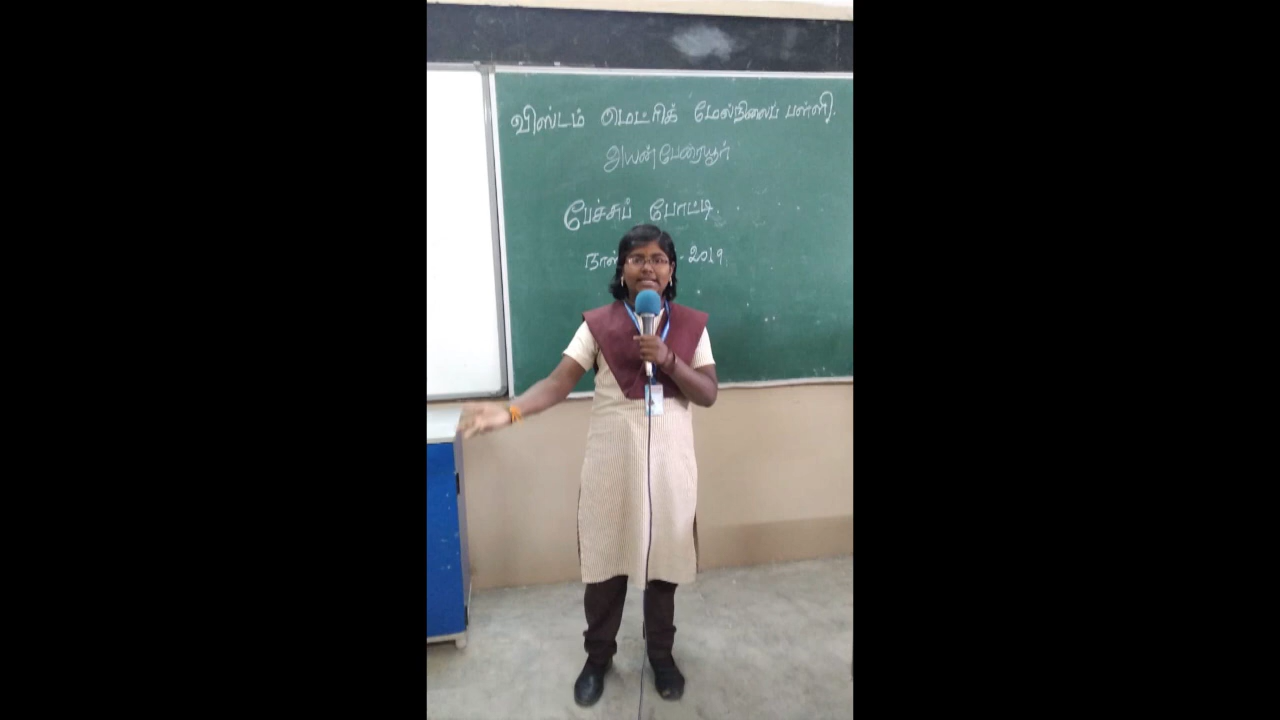 விஸ்டம் மெட்ரிக் மேல்நிலைப் பள்ளி.
அயன்பேரையூர்
பேச்சுப் போட்டி.
நாள் -2019.